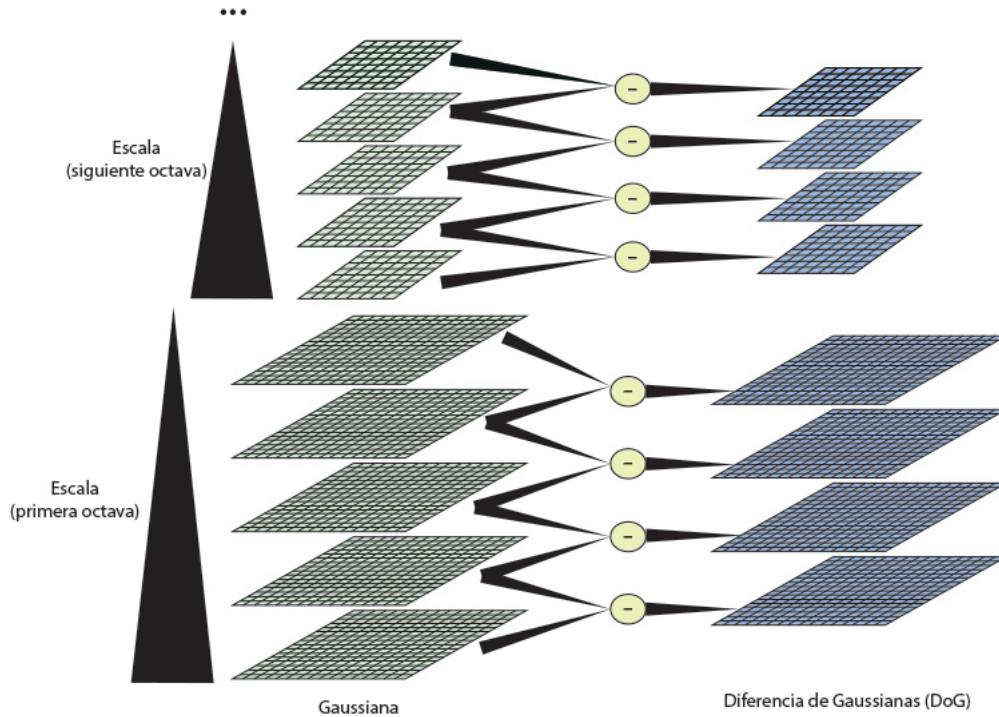 ...
Escala
(siguiente octava)
-
-
-
-
Escala
(primera octava)
-
-
-
-
Gaussiana
Diferencia de Gaussianas (DoG)